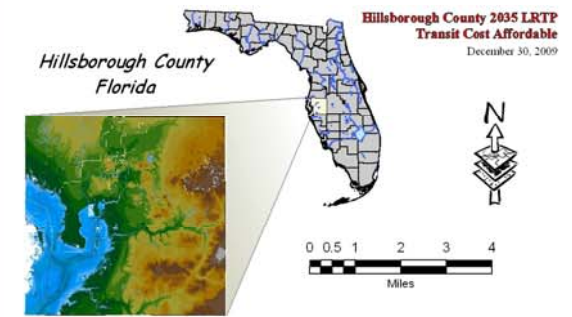 Hillsborough County 2035 LRTP
Transit Cost Affordable
December 30, 2009
Hillsborough County
Florida
N
0 0.5 1 2 3 4
Miles